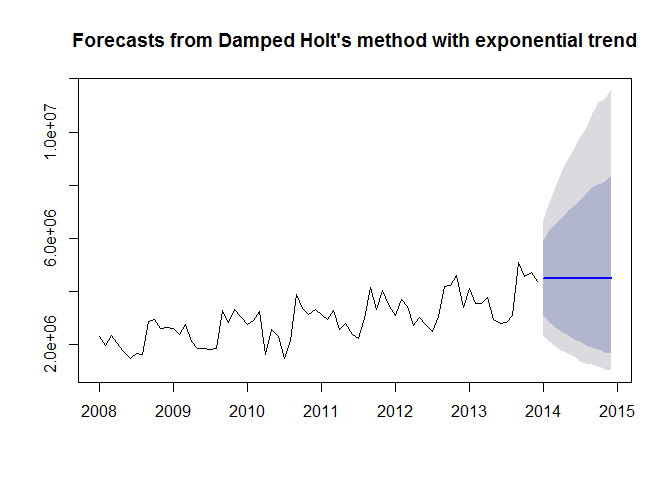 Forecasts from Damped Holt's method with exponential trend
1.0e+07
6.0e+06
2.0e+06
2008 2009 2010 2011 2012 2013 2014 2015